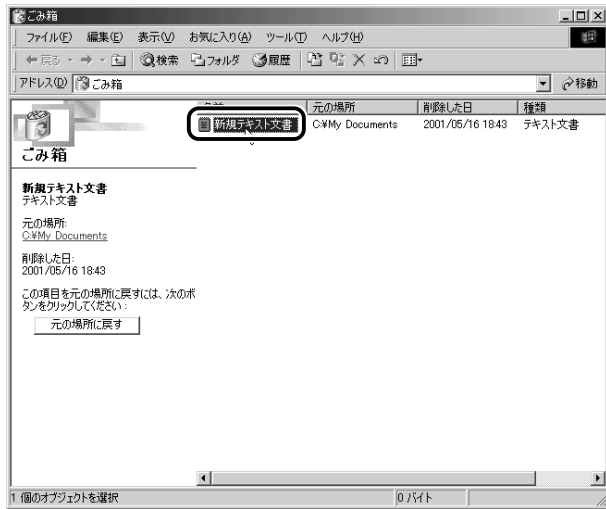 ごみ箱
ファイル(F) 編集(E) 表示(V) お気に入り(A) ツール(T) ヘルプ(H)
戻る 検索 フォルダ 履歴
アドレス(D) ごみ箱 移動
元の場所 削除した日 種類
新規テキスト文書 C:¥My Documents 2001/05/16 18:43 テキスト文書
ごみ箱
新規テキスト文書
テキスト文書
元の場所:
C:¥My Documents
削除した日:
2001/05/16 18:43
この項目を元の場所に戻すには、次のボ
タンをクリックしてください:
元の場所に戻す
1 個のオブジェクトを選択 0 バイト